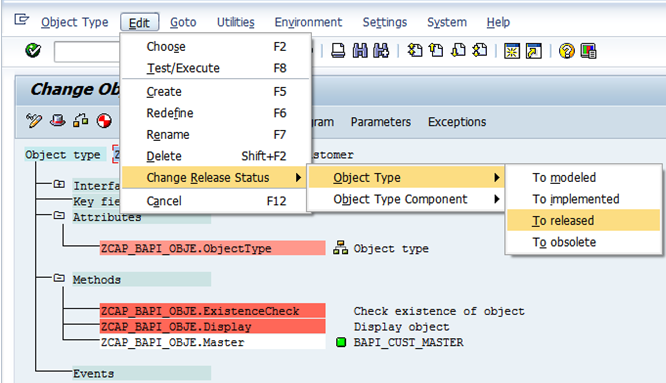 Object Type Edit Goto Utilities Environment Settings System Help
Choose F2
Test/Execute F8
Create F5
Redefine F6
Rename F7
Delete Shift+F2
Change Release Status
Cancel F12
Object Type
Object Type Component
To modeled
To implemented
To released
To obsolete
Change Ob
gram Parameters Exceptions
Object type Z stomer
Interfa
Key fie
Attributes
ZCAP_BAPI_OBJE.ObjectType Object type
Methods
ZCAP_BAPI_OBJE.ExistenceCheck Check existence of object
ZCAP_BAPI_OBJE.Display Display object
ZCAP_BAPI_OBJE.Master BAPI_CUST_MASTER
Events